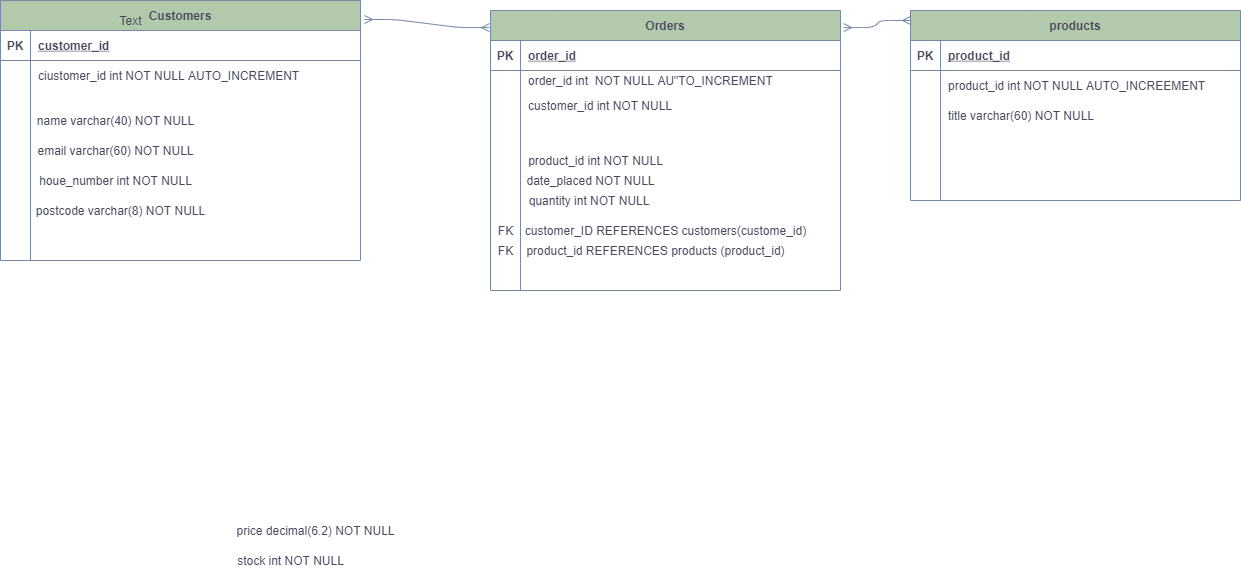 Text Customers
PK customer_id
ciustomer_id int NOT NULL AUTO_INCREMENT
name varchar(40) NOT NULL
email varchar(60) NOT NULL
houe_number int NOT NULL
postcode varchar(8) NOT NULL
Orders
PK order_id
order_id int NOT NULL AU"TO_INCREMENT
customer_id int NOT NULL
product_id int NOT NULL
date_placed NOT NULL
quantity int NOT NULL
FK customer_ID REFERENCES customers(custome_id)
FK product_id REFERENCES products (product_id)
products
PK product_id
product_id int NOT NULL AUTO_INCREEMENT
title varchar(60) NOT NULL
price decimal(6.2) NOT NULL
stock int NOT NULL